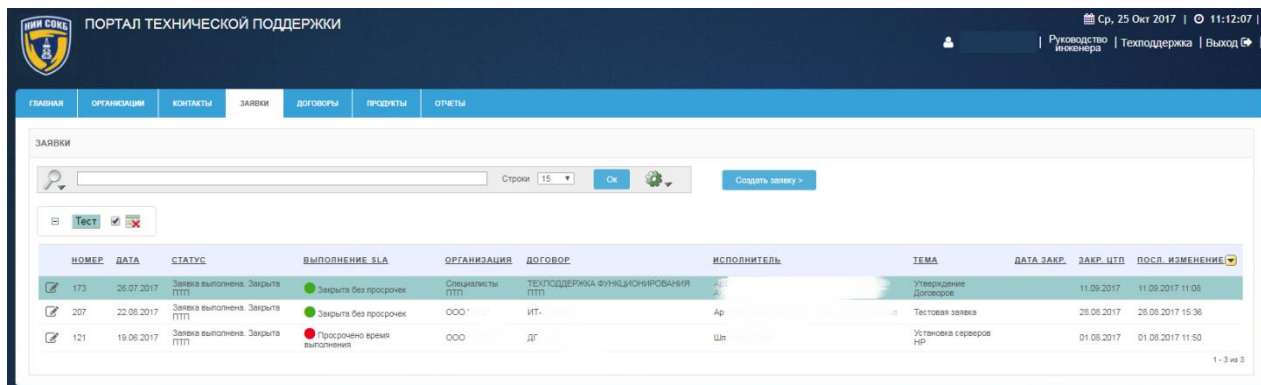 НИИ СОКБ
ПОРТАЛ ТЕХНИЧЕСКОЙ ПОДДЕРЖКИ
Ср, 25 Окт 2017 | 11:12:07 |
| Руководство инженера | Техподдержка | Выход |
ГЛАВНАЯ ОРГАНИЗАЦИИ КОНТАКТЫ ЗАЯВКИ ДОГОВОРЫ ПРОДУКТЫ ОТЧЕТЫ
ЗАЯВКИ
Строки 15 Ок Создать заявку >
Тест
НОМЕР ДАТА СТАТУС ВЫПОЛНЕНИЕ SLA ОРГАНИЗАЦИЯ ДОГОВОР ИСПОЛНИТЕЛЬ ТЕМА ДАТА ЗАКР. ЗАКР. ЦТП ПОСЛ. ИЗМЕНЕНИЕ
173 26.07.2017 Заявка выполнена. Закрыта ПТП Закрыта без просрочек Специалисты ПТП ТЕХПОДДЕРЖКА ФУНКЦИОНИРОВАНИЯ ПТП Утверждение Договоров 11.09.2017 11.09.2017 11:08
207 22.08.2017 Заявка выполнена. Закрыта ПТП Закрыта без просрочек ООО ИТ- Ар Тестовая заявка 28.08.2017 28.08.2017 15:36
121 19.06.2017 Заявка выполнена. Закрыта ПТП Просрочено время выполнения ООО ДГ Шп Установка серверов HP 01.08.2017 01.08.2017 11:50
1 - 3 из 3